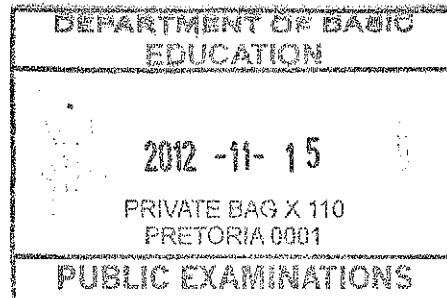 DEPARTMENT OF BASIC
EDUCATION
2012 -11- 15
PRIVATE BAG X 110
PRETORIA 0001
PUBLIC EXAMINATIONS